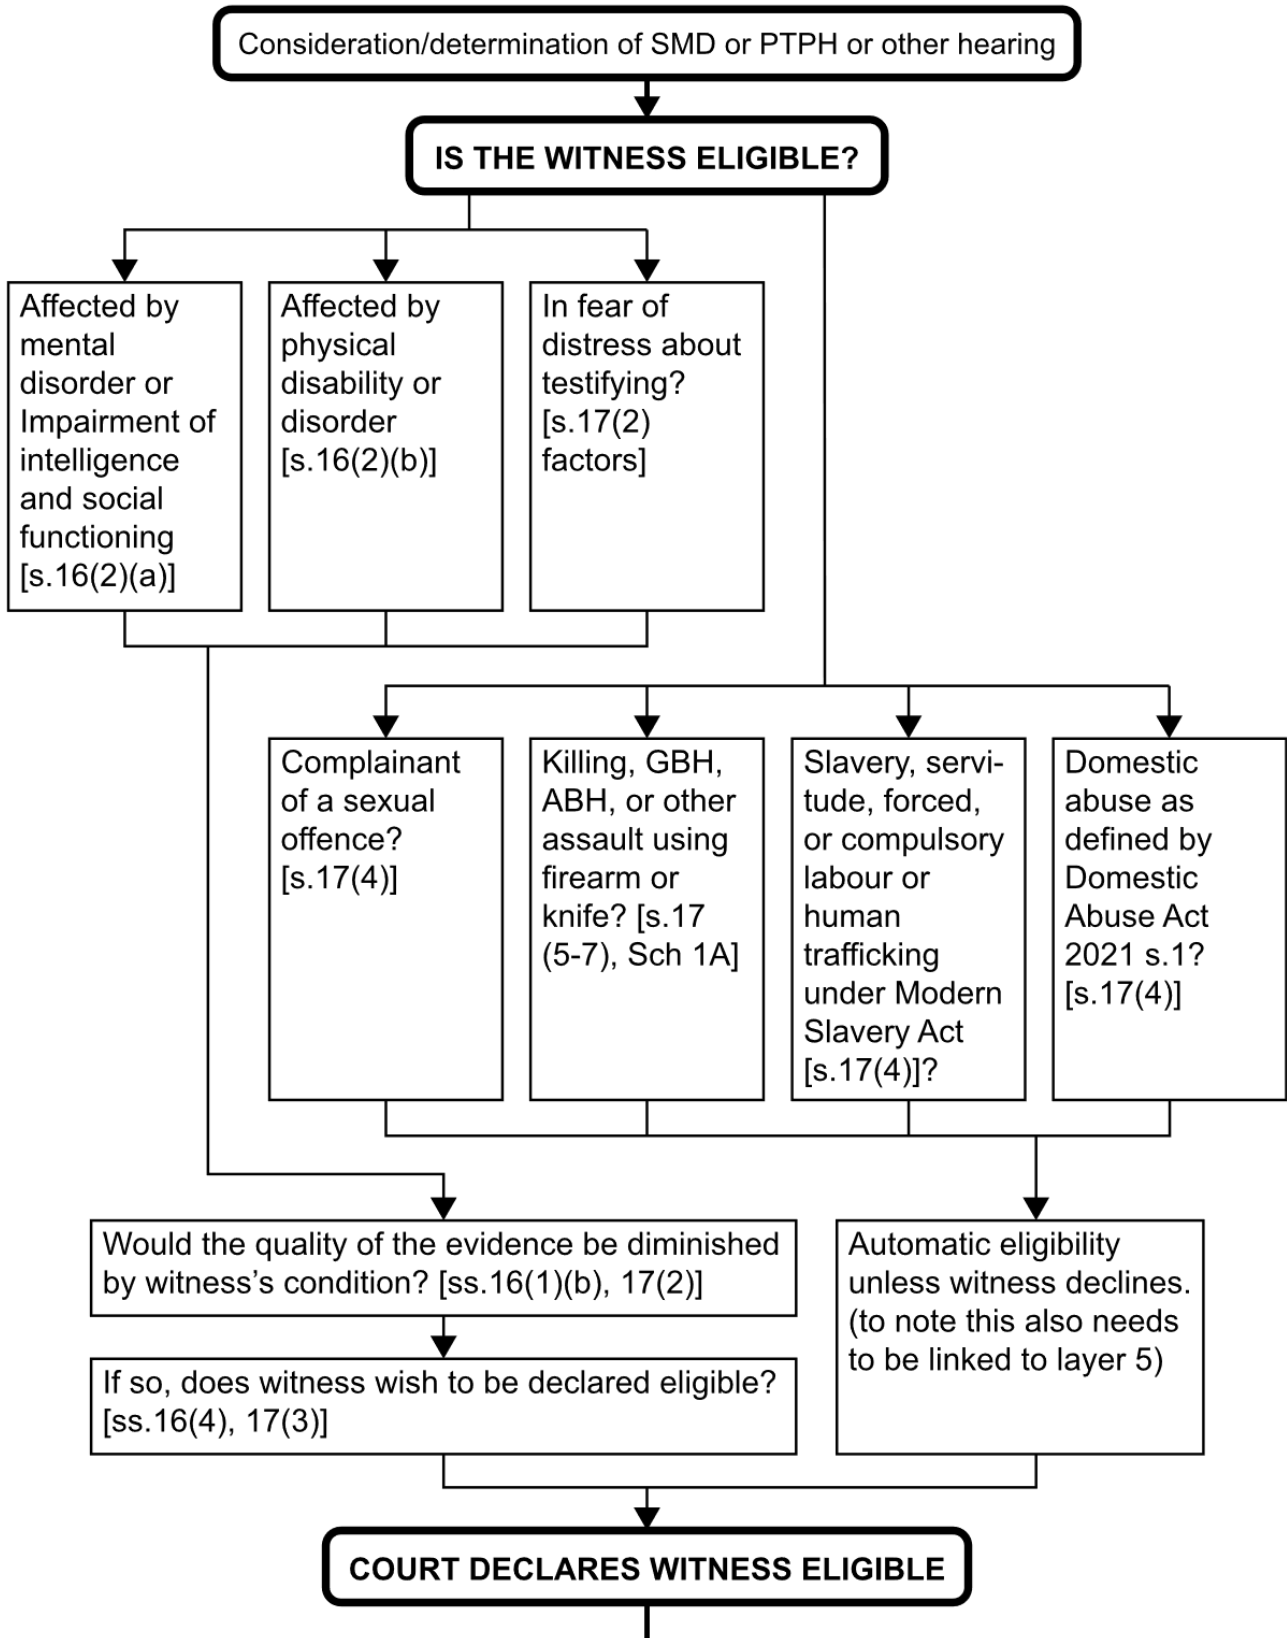 Consideration/determination of SMD or PTPH or other hearing
IS THE WITNESS ELIGIBLE?
Affected by
mental
disorder or
Impairment of
intelligence
and social
functioning
[s.16(2)(a)]
Affected by
physical
disability or
disorder
[s.16(2)(b)]
In fear of
distress about
testifying?
[s.17(2)
factors]
Complainant
of a sexual
offence?
[s.17(4)]
Killing, GBH,
ABH, or other
assault using
firearm or
knife? [s.17
(5-7), Sch 1A]
Slavery, servi-
tude, forced,
or compulsory
labour or
human
trafficking
under Modern
Slavery Act
[s.17(4)]?
Domestic
abuse as
defined by
Domestic
Abuse Act
2021 s.1?
[s.17(4)]
Would the quality of the evidence be diminished
by witness’s condition? [ss.16(1)(b), 17(2)]
If so, does witness wish to be declared eligible?
[ss.16(4), 17(3)]
Automatic eligibility
unless witness declines.
(to note this also needs
to be linked to layer 5)
COURT DECLARES WITNESS ELIGIBLE